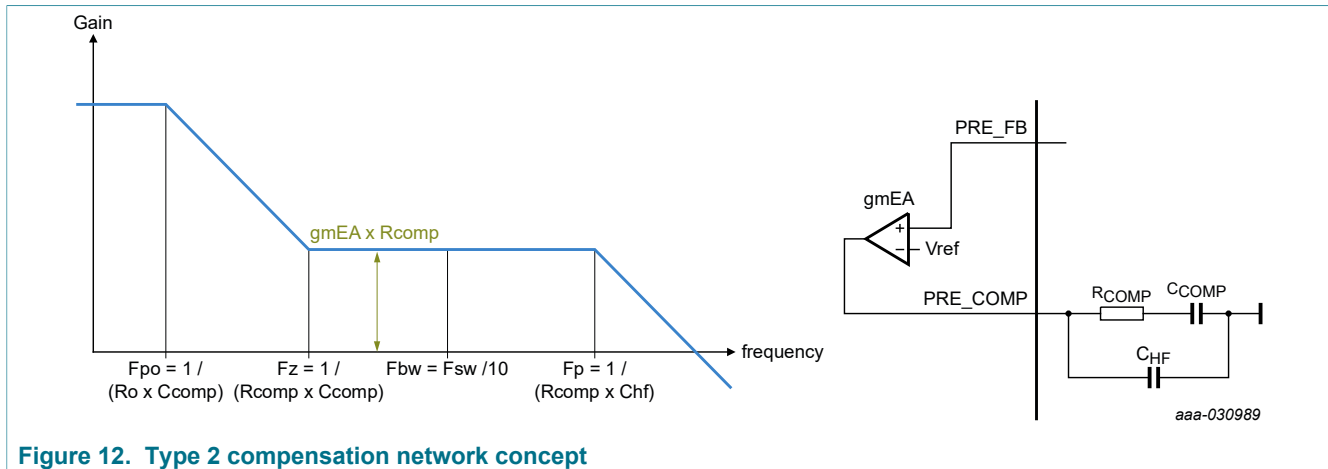 Gain
gmEA x Rcomp
frequency
Fpo = 1 /
(Ro x Ccomp)
Fz = 1 /
(Rcomp x Ccomp)
Fbw = Fsw /10
Fp = 1 /
(Rcomp x Chf)
PRE_FB
gmEA
+
−
Vref
PRE_COMP
RCOMP
CCOMP
CHF
aaa-030989
Figure 12. Type 2 compensation network concept